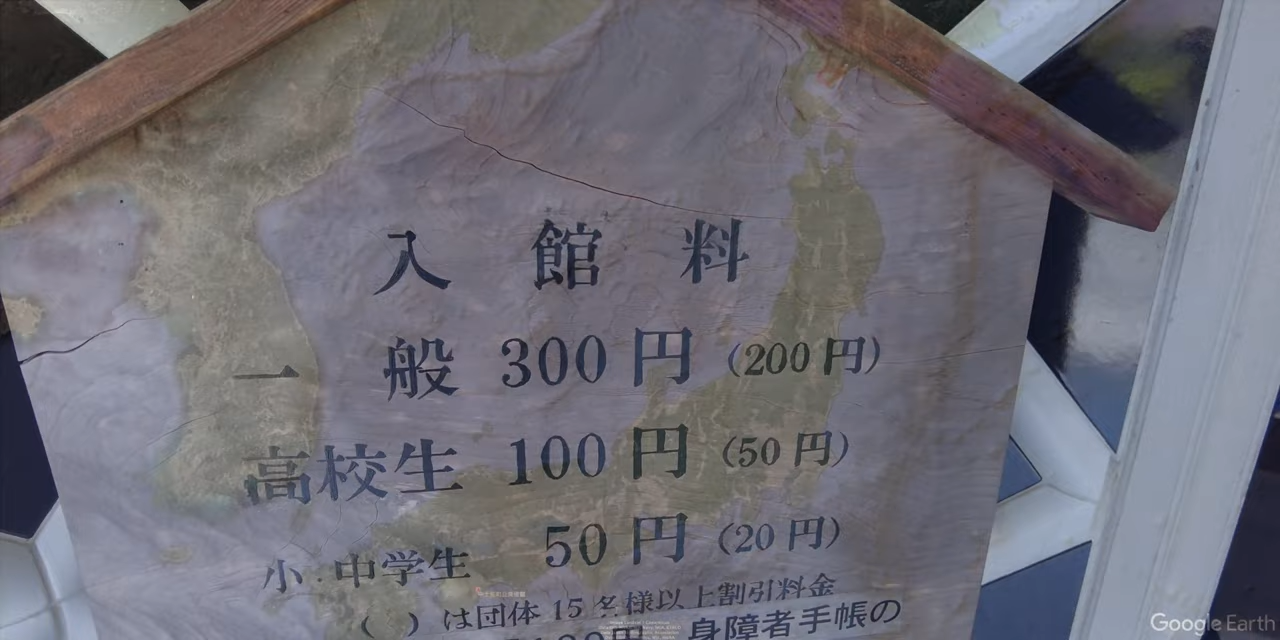 入館料
一般 300円 (200円)
高校生 100円 (50円)
小・中学生 50円 (20円)
( )は団体15名様以上割引料金
身障者手帳の
Google Earth